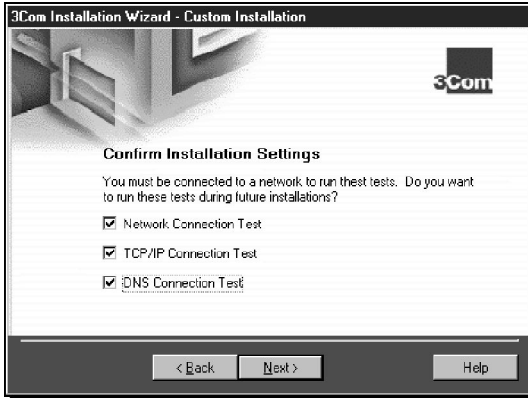 3Com Installation Wizard - Custom Installation
3Com
Confirm Installation Settings
You must be connected to a network to run thest tests. Do you want
to run these tests during future installations?
Network Connection Test
TCP/IP Connection Test
DNS Connection Test
< Back
Next >
Help